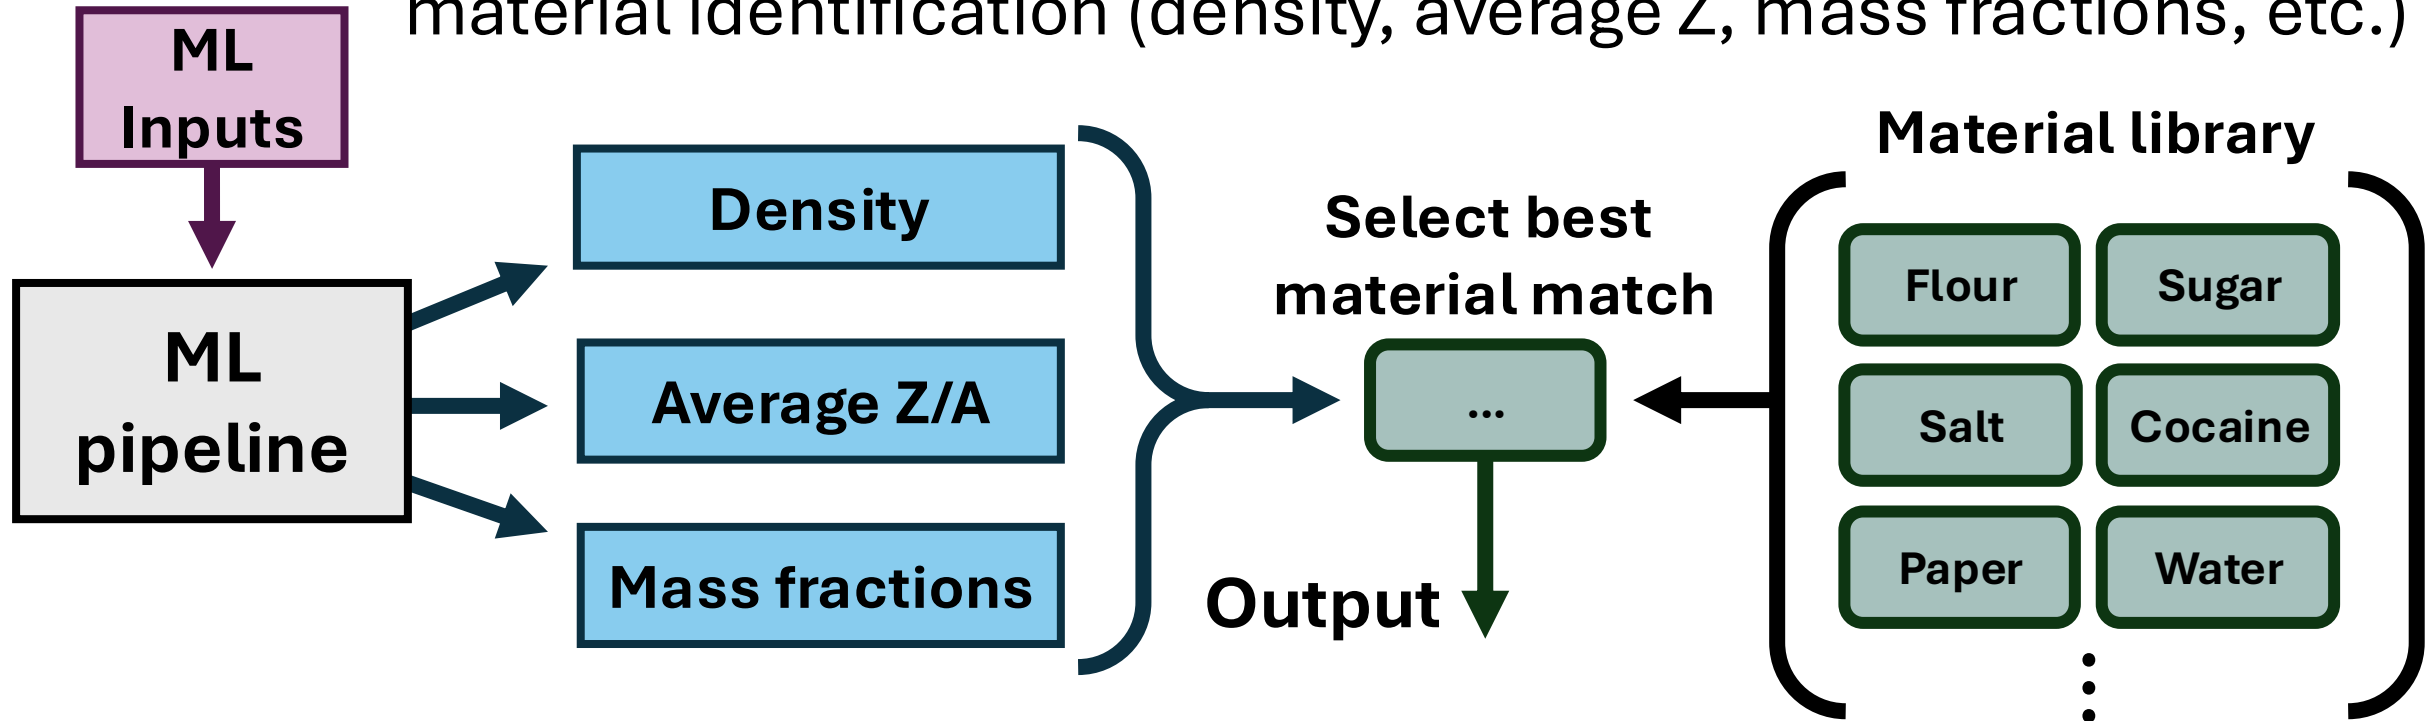 material identification (density, average Z, mass fractions, etc.)
ML
Inputs
ML
pipeline
Density
Average Z/A
Mass fractions
Select best
material match
...
Output
Material library
Flour
Sugar
Salt
Cocaine
Paper
Water